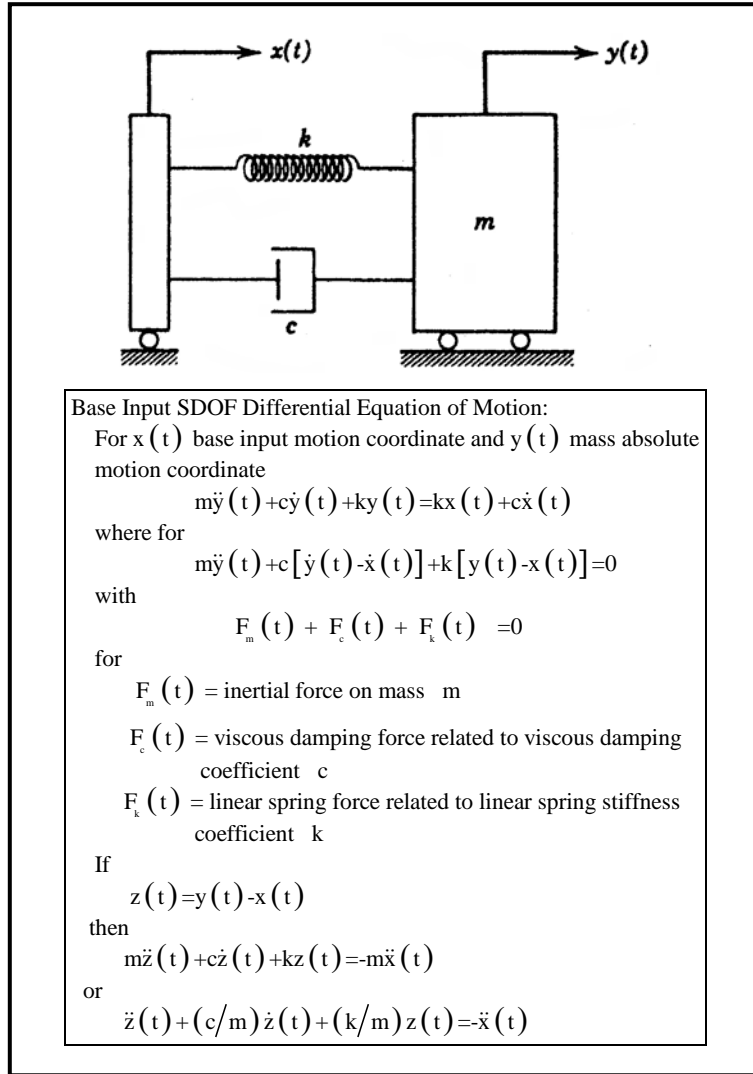 x(t)
y(t)
k
m
c
Base Input SDOF Differential Equation of Motion:
For x(t) base input motion coordinate and y(t) mass absolute
motion coordinate
mÿ(t)+cẏ(t)+ky(t)=kx(t)+cẋ(t)
where for
mÿ(t)+c[ẏ(t)-ẋ(t)]+k[y(t)-x(t)]=0
with
Fₘ(t) + F_c(t) + Fₖ(t) =0
for
Fₘ(t) = inertial force on mass m
F_c(t) = viscous damping force related to viscous damping
coefficient c
Fₖ(t) = linear spring force related to linear spring stiffness
coefficient k
If
z(t)=y(t)-x(t)
then
mz̈(t)+cż(t)+kz(t)=-mẍ(t)
or
z̈(t)+(c/m)ż(t)+(k/m)z(t)=-ẍ(t)